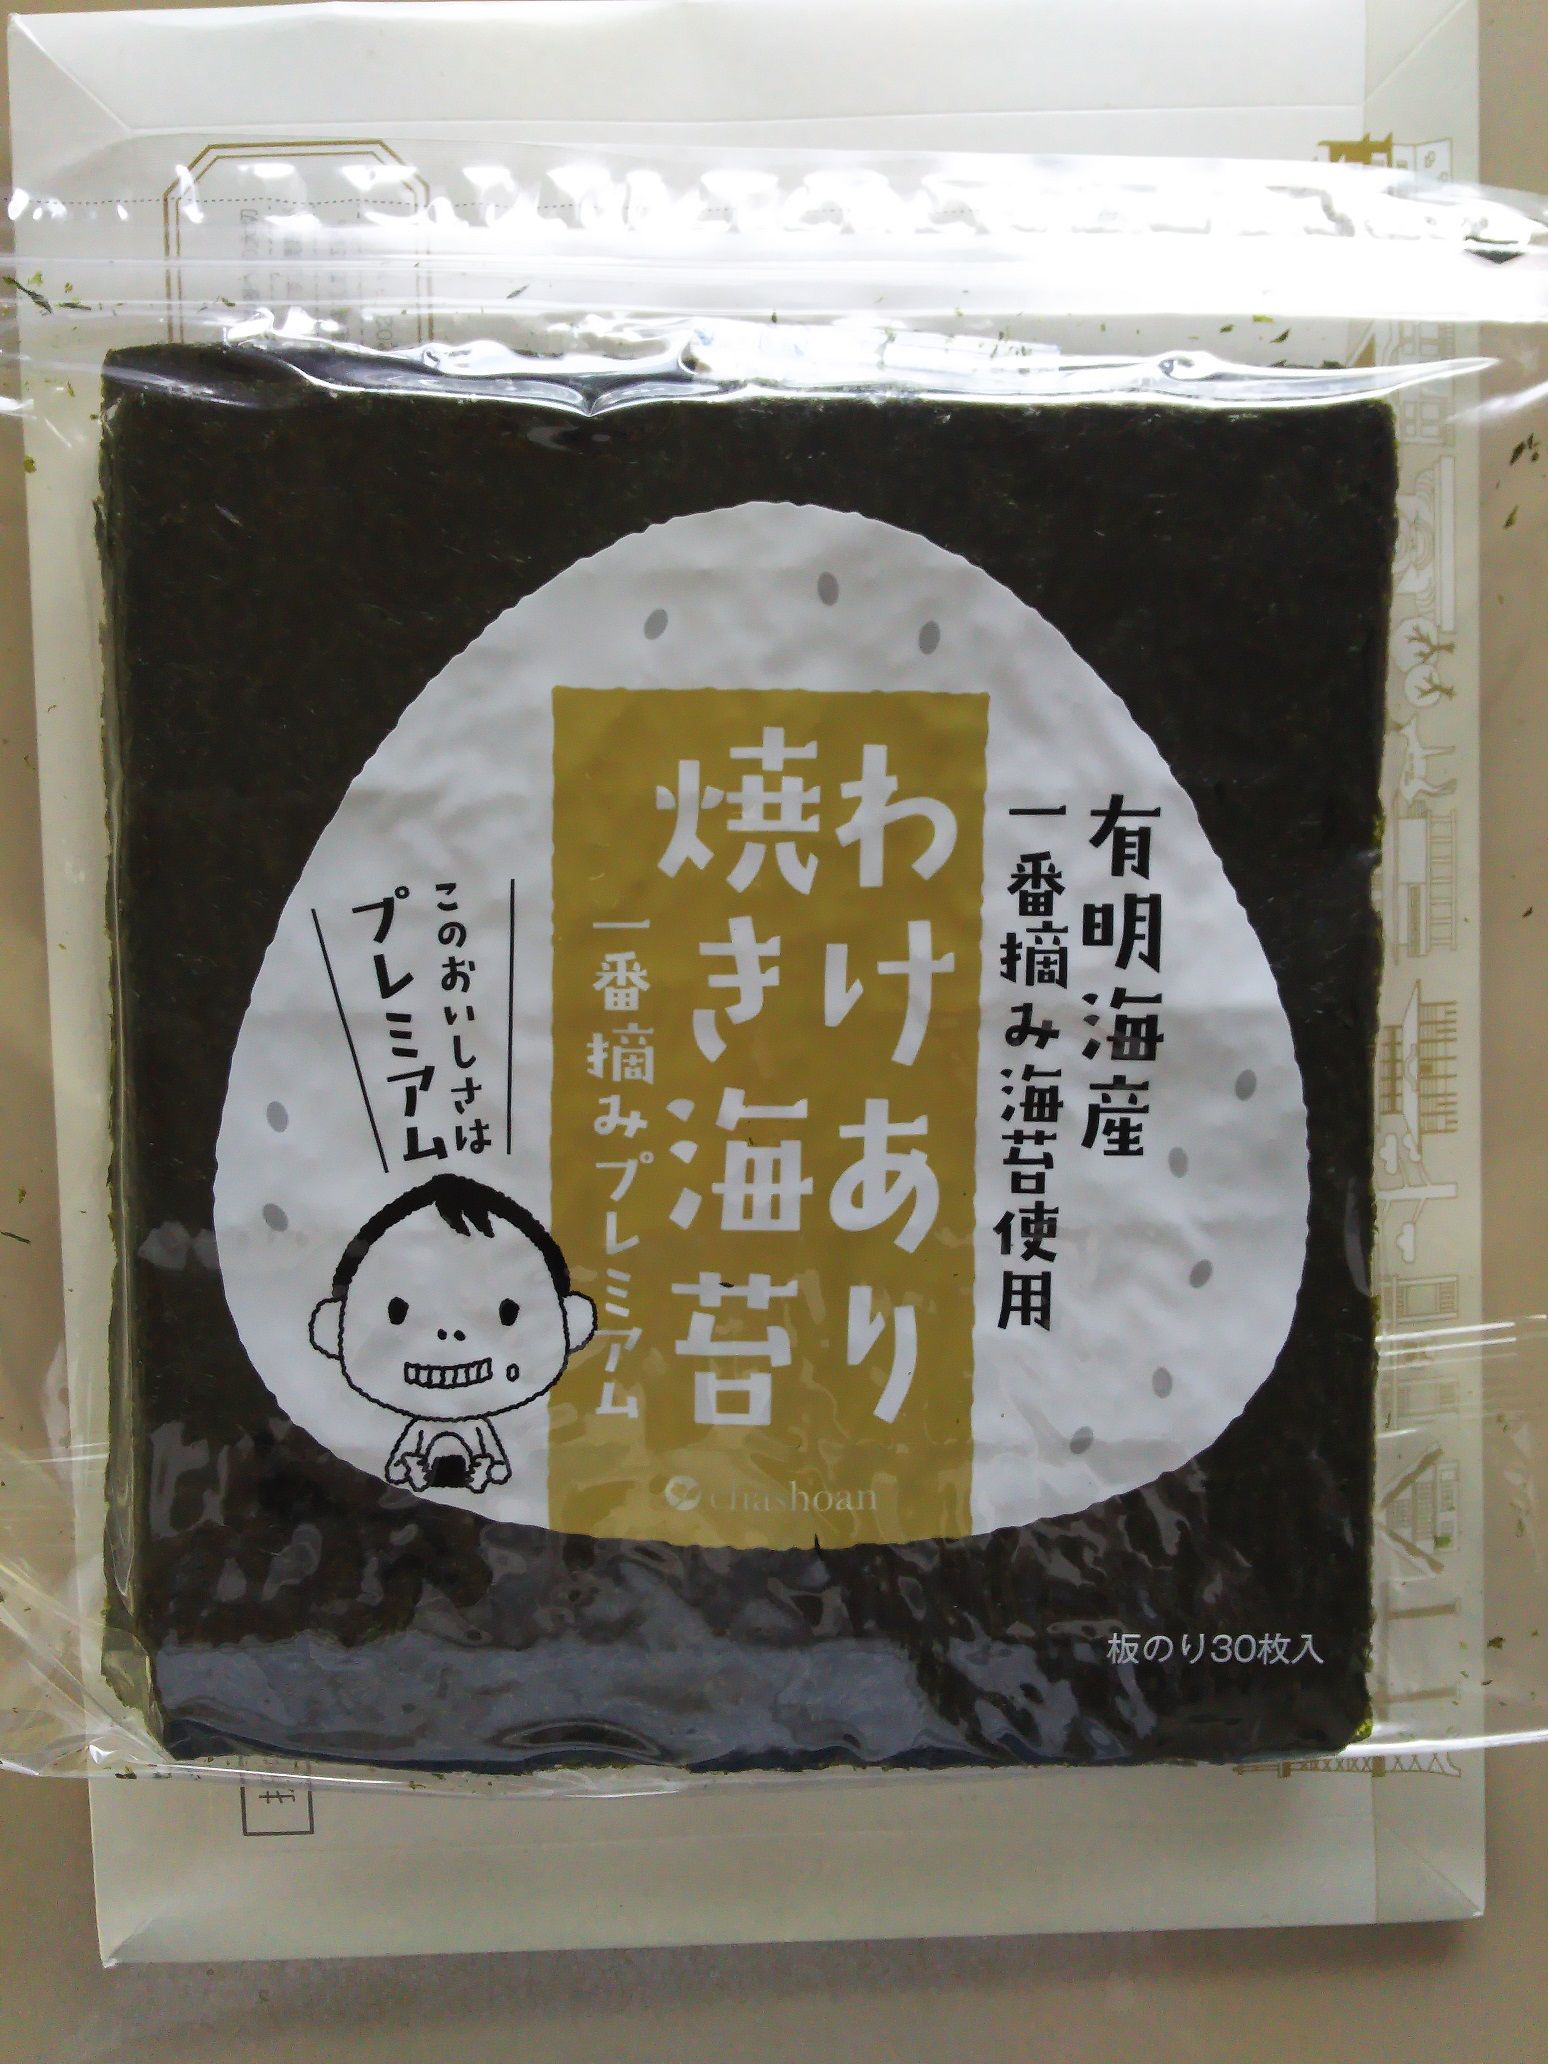 有明海産
一番摘み海苔使用
わけあり
焼き海苔
一番摘みプレミアム
このおいしさは
プレミアム
chashoan
板のり30枚入